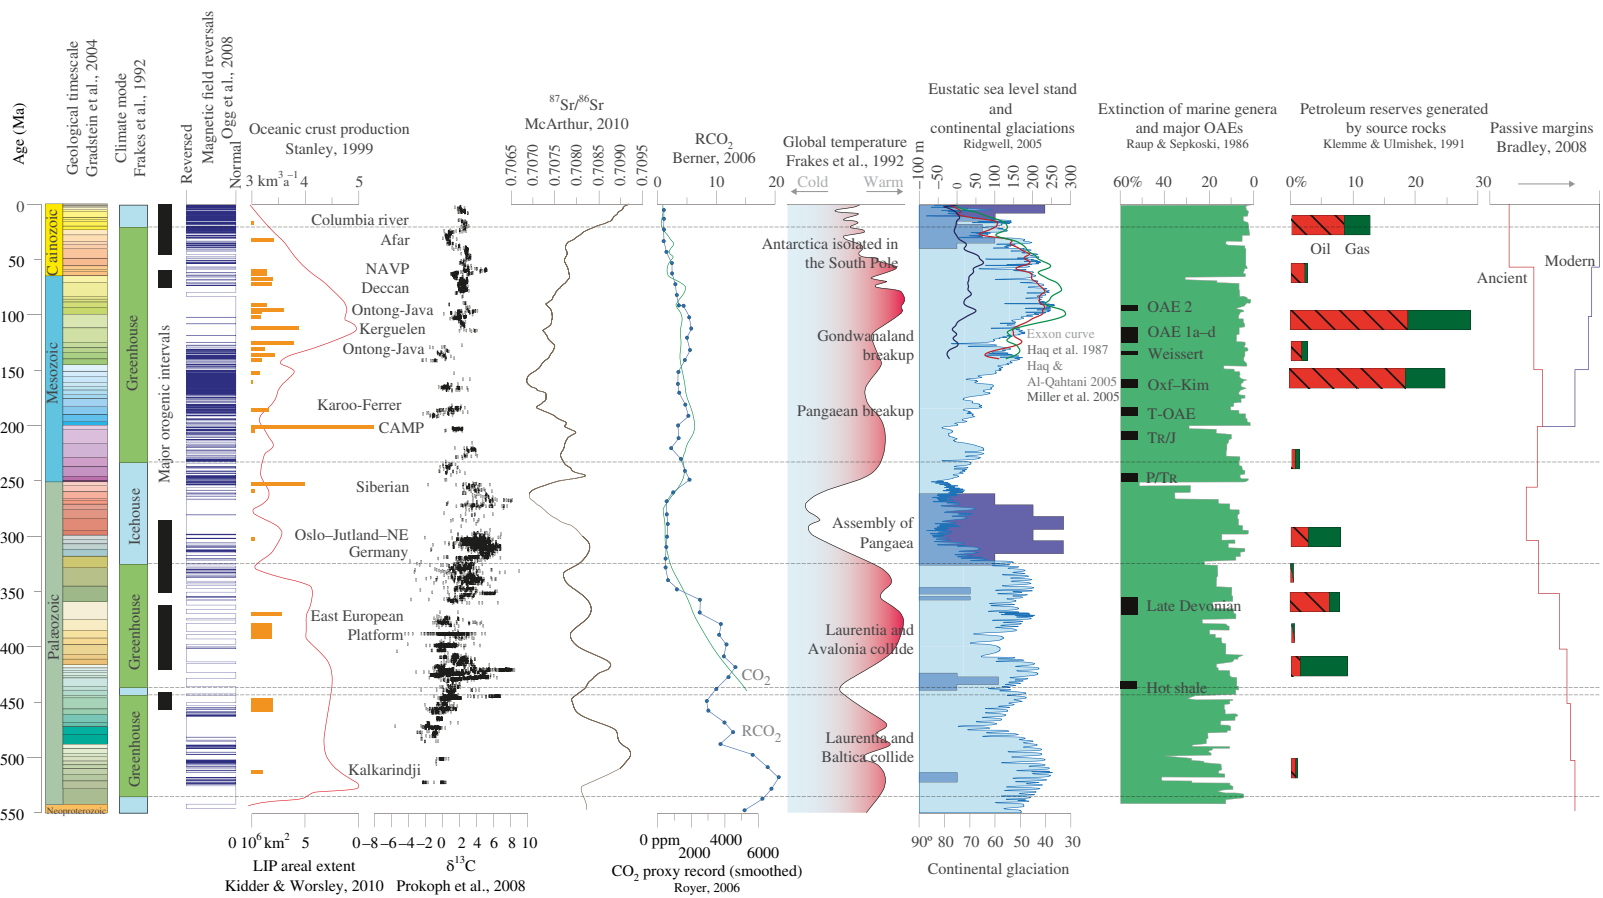 Age (Ma)
Geological timescale
Gradstein et al., 2004
Climate mode
Frakes et al., 1992
Reversed
Magnetic field reversals
Normal Ogg et al., 2008
Oceanic crust production
Stanley, 1999
3 km³a⁻¹ 4 5
⁸⁷Sr/⁸⁶Sr
McArthur, 2010
0.7065 0.7070 0.7075 0.7080 0.7085 0.7090 0.7095
RCO₂
Berner, 2006
0 10 20
Global temperature
Frakes et al., 1992
Cold Warm
Eustatic sea level stand
and
continental glaciations
Ridgwell, 2005
-100 m -50 0 50 100 150 200 250 300
Extinction of marine genera
and major OAEs
Raup & Sepkoski, 1986
60% 40 20 0
Petroleum reserves generated
by source rocks
Klemme & Ulmishek, 1991
0% 10 20 30
Passive margins
Bradley, 2008
0
50
100
150
200
250
300
350
400
450
500
550
Cainozoic
Mesozoic
Palæozoic
Neoproterozoic
Greenhouse
Icehouse
Greenhouse
Greenhouse
Major orogenic intervals
Columbia river
Afar
NAVP
Deccan
Ontong-Java
Kerguelen
Ontong-Java
Karoo-Ferrer
CAMP
Siberian
Oslo–Jutland–NE
Germany
East European
Platform
Kalkarindji
CO₂
RCO₂
Antarctica isolated in
the South Pole
Gondwanaland
breakup
Pangaean breakup
Assembly of
Pangaea
Laurentia and
Avalonia collide
Laurentia and
Baltica collide
Exxon curve
Haq et al. 1987
Haq &
Al-Qahtani 2005
Miller et al. 2005
OAE 2
OAE 1a–d
Weissert
Oxf–Kim
T-OAE
TR/J
P/TR
Late Devonian
Hot shale
Oil Gas
Ancient
Modern
0 10⁶ km² 5
LIP areal extent
Kidder & Worsley, 2010
0–8 –6 –4 –2 0 2 4 6 8 10
δ¹³C
Prokoph et al., 2008
0 ppm 4000
2000 6000
CO₂ proxy record (smoothed)
Royer, 2006
90° 80 60 50 40 30
Continental glaciation